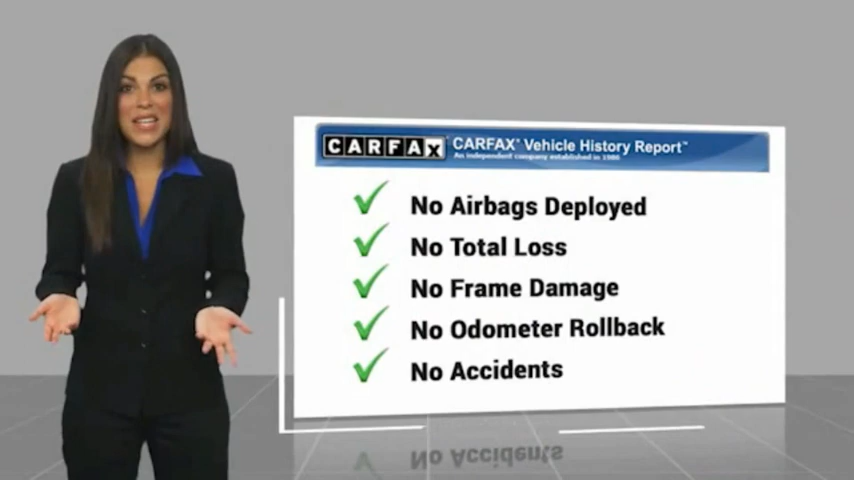 CARFAX
CARFAX® Vehicle History Report™
An independent company established in 1986
No Airbags Deployed
No Total Loss
No Frame Damage
No Odometer Rollback
No Accidents
No Accidents